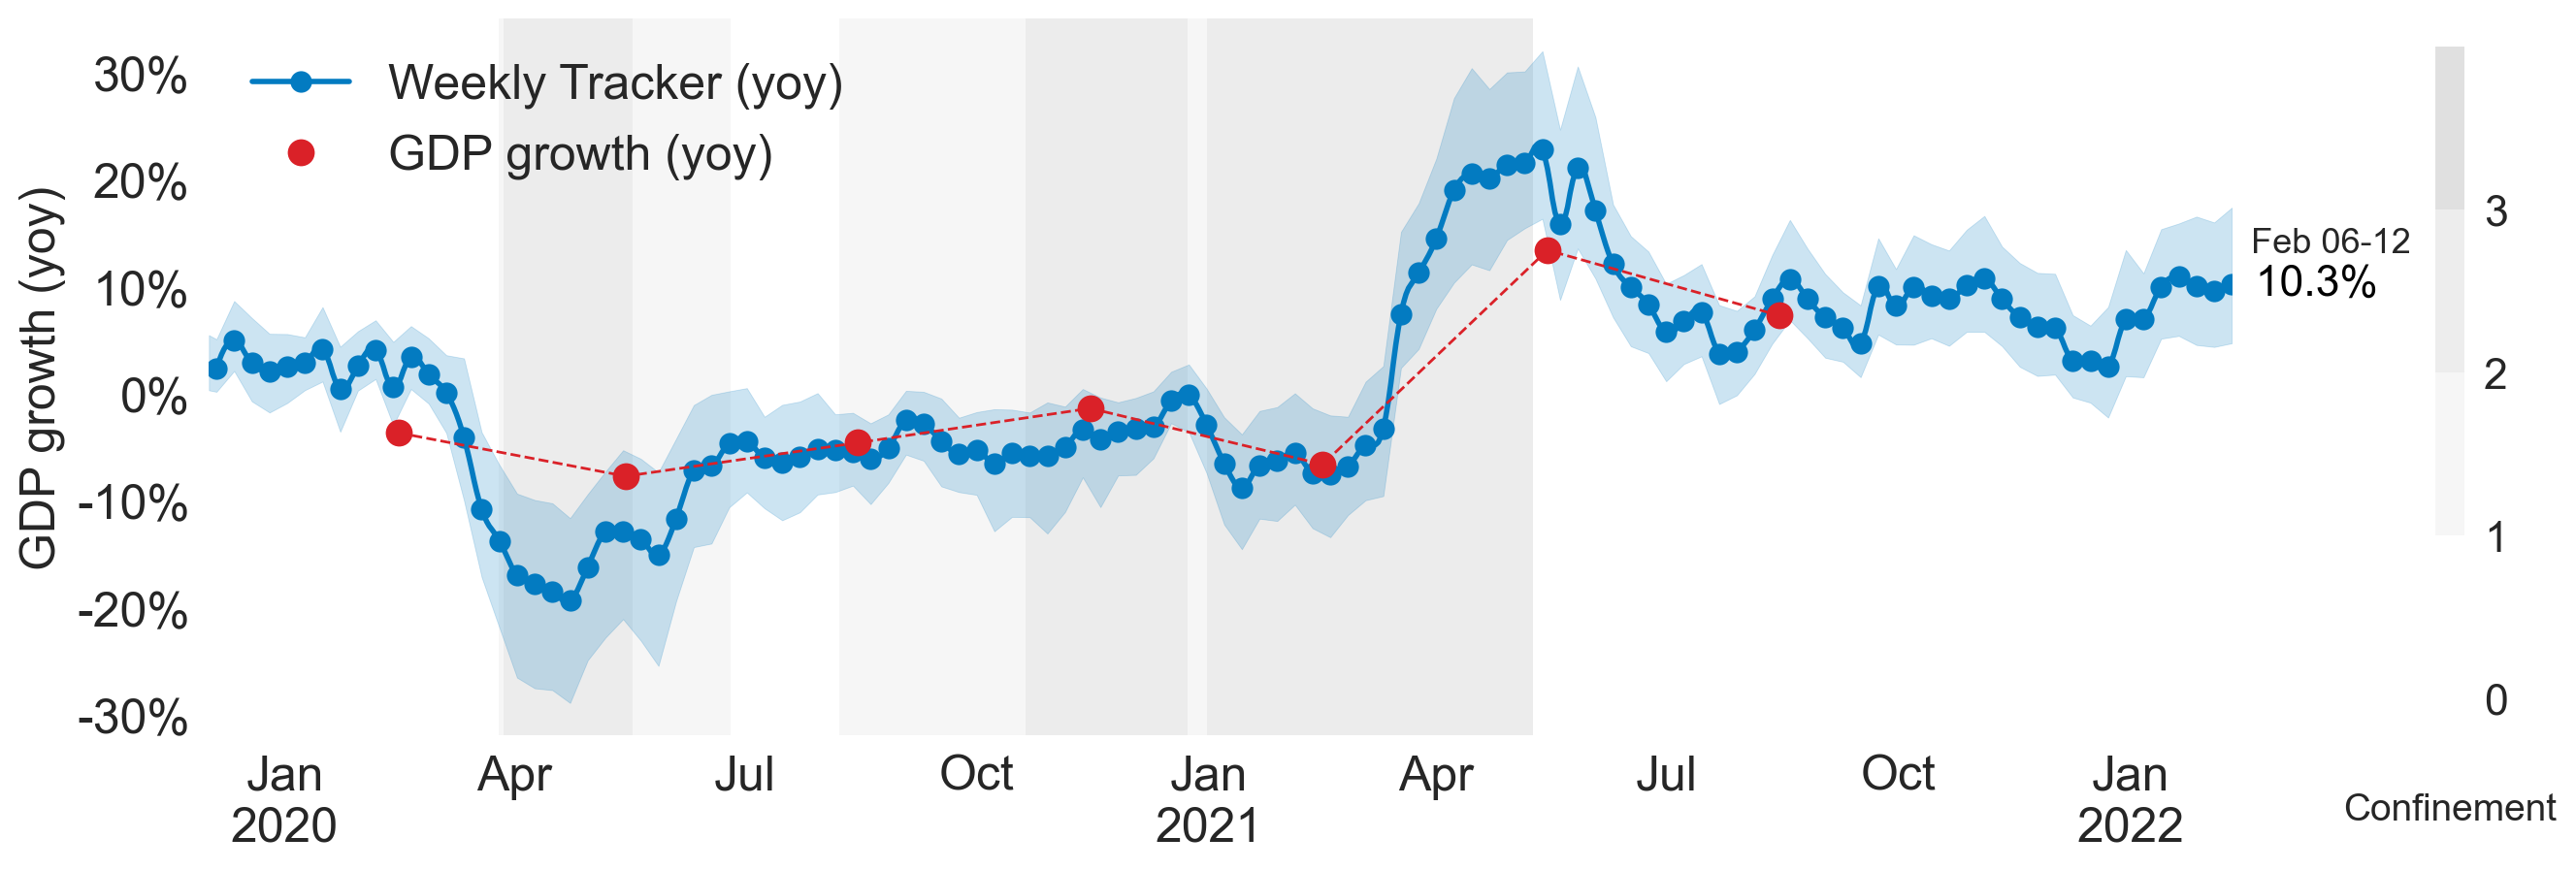 Weekly Tracker (yoy)
GDP growth (yoy)
GDP growth (yoy)
30%
20%
10%
0%
-10%
-20%
-30%
Jan
2020
Apr
Jul
Oct
Jan
2021
Apr
Jul
Oct
Jan
2022
Feb 06-12
10.3%
3
2
1
0
Confinement